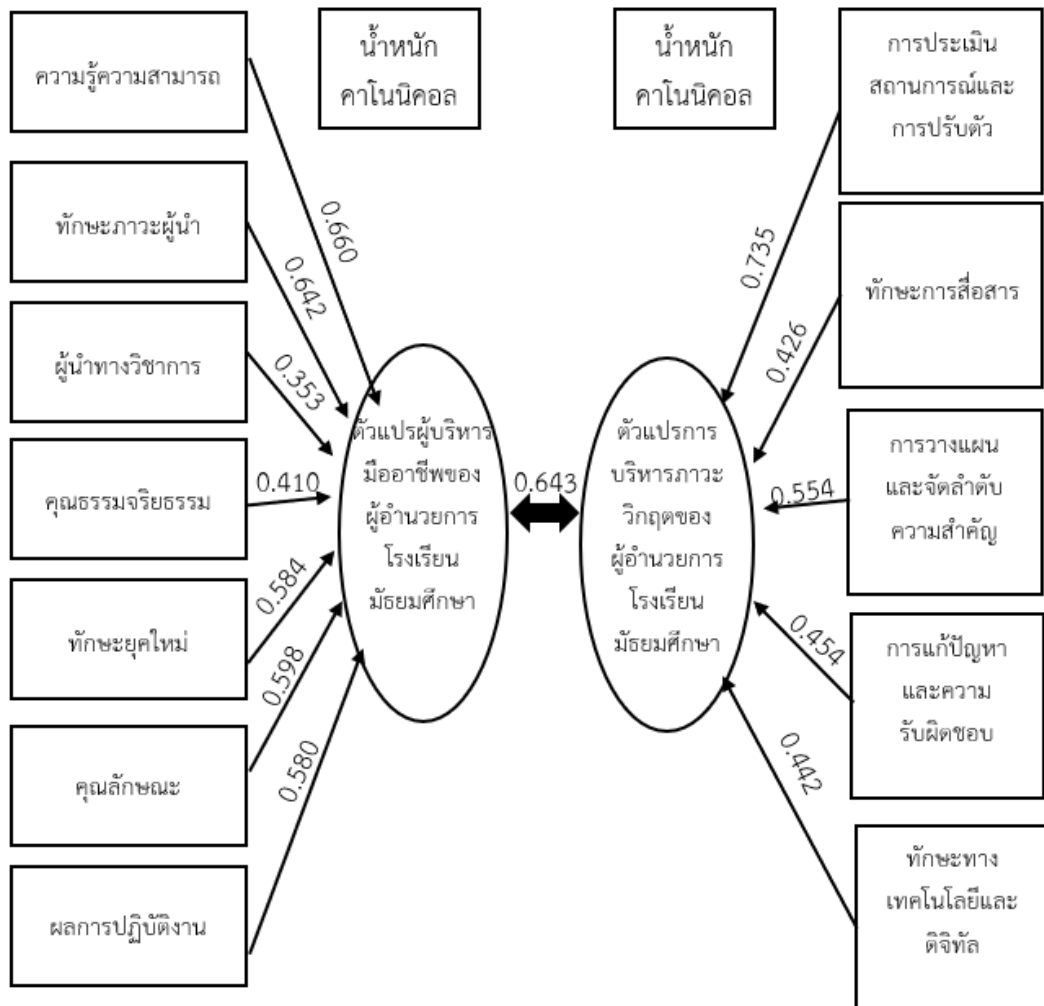 ความรู้ความสามารถ
ทักษะภาวะผู้นำ
ผู้นำทางวิชาการ
คุณธรรมจริยธรรม
ทักษะยุคใหม่
คุณลักษณะ
ผลการปฏิบัติงาน
น้ำหนัก
คาโนนิคอล
0.660
0.642
0.353
0.410
0.584
0.598
0.580
ตัวแปรผู้บริหาร
มืออาชีพของ
ผู้อำนวยการ
โรงเรียน
มัธยมศึกษา
0.643
น้ำหนัก
คาโนนิคอล
ตัวแปรการ
บริหารภาวะ
วิกฤตของ
ผู้อำนวยการ
โรงเรียน
มัธยมศึกษา
0.735
0.426
0.554
0.454
0.442
การประเมิน
สถานการณ์และ
การปรับตัว
ทักษะการสื่อสาร
การวางแผน
และจัดลำดับ
ความสำคัญ
การแก้ปัญหา
และความ
รับผิดชอบ
ทักษะทาง
เทคโนโลยีและ
ดิจิทัล